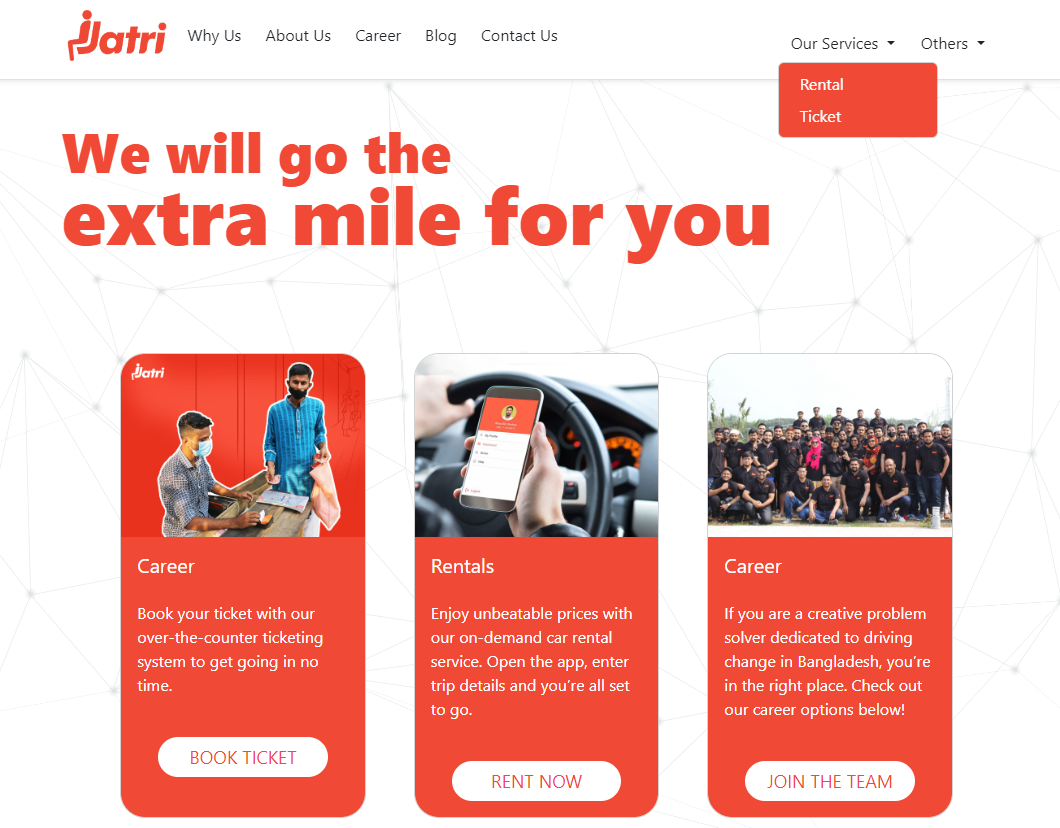 Jatri
Why Us
About Us
Career
Blog
Contact Us
Our Services
Others
Rental
Ticket
We will go the
extra mile for you
Jatri
Career
Book your ticket with our
over-the-counter ticketing
system to get going in no
time.
BOOK TICKET
Rentals
Enjoy unbeatable prices with
our on-demand car rental
service. Open the app, enter
trip details and you’re all set
to go.
RENT NOW
Career
If you are a creative problem
solver dedicated to driving
change in Bangladesh, you’re
in the right place. Check out
our career options below!
JOIN THE TEAM